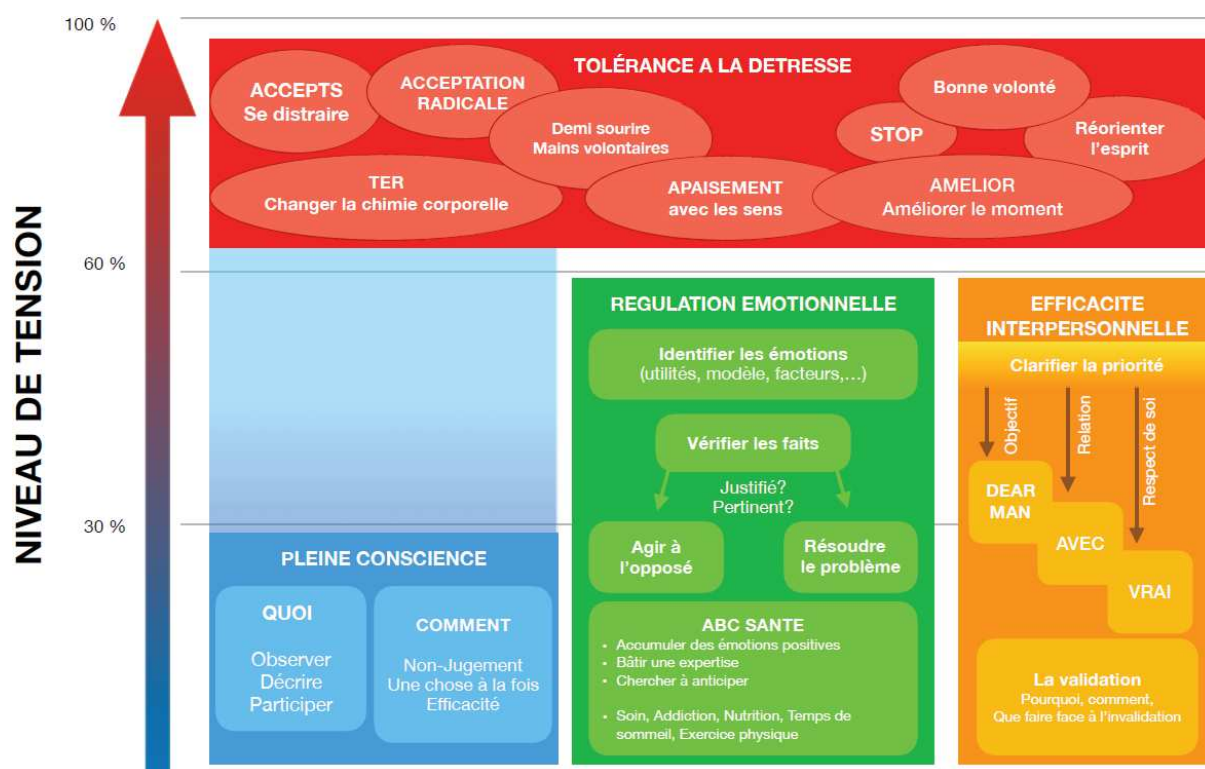 100 %
60 %
30 %
NIVEAU DE TENSION
TOLÉRANCE A LA DETRESSE
ACCEPTS
Se distraire
ACCEPTATION
RADICALE
Demi sourire
Mains volontaires
TER
Changer la chimie corporelle
APAISEMENT
avec les sens
STOP
Bonne volonté
Réorienter
l'esprit
AMELIOR
Améliorer le moment
PLEINE CONSCIENCE
QUOI
Observer
Décrire
Participer
COMMENT
Non-Jugement
Une chose à la fois
Efficacité
REGULATION EMOTIONNELLE
Identifier les émotions
(utilités, modèle, facteurs,...)
Vérifier les faits
Justifié?
Pertinent?
Agir à
l'opposé
Résoudre
le problème
ABC SANTE
• Accumuler des émotions positives
• Bâtir une expertise
• Chercher à anticiper
• Soin, Addiction, Nutrition, Temps de
sommeil, Exercice physique
EFFICACITE
INTERPERSONNELLE
Clarifier la priorité
Objectif
Relation
Respect de soi
DEAR
MAN
AVEC
VRAI
La validation
Pourquoi, comment,
Que faire face à l'invalidation